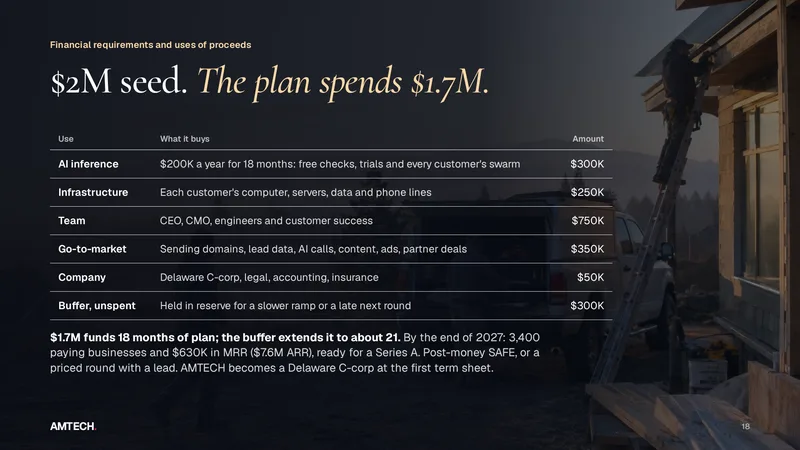 Financial requirements and uses of proceeds
$2M seed. The plan spends $1.7M.
Use What it buys Amount
AI inference $200K a year for 18 months: free checks, trials and every customer's swarm $300K
Infrastructure Each customer's computer, servers, data and phone lines $250K
Team CEO, CMO, engineers and customer success $750K
Go-to-market Sending domains, lead data, AI calls, content, ads, partner deals $350K
Company Delaware C-corp, legal, accounting, insurance $50K
Buffer, unspent Held in reserve for a slower ramp or a late next round $300K
$1.7M funds 18 months of plan; the buffer extends it to about 21. By the end of 2027: 3,400
paying businesses and $630K in MRR ($7.6M ARR), ready for a Series A. Post-money SAFE, or a
priced round with a lead. AMTECH becomes a Delaware C-corp at the first term sheet.
AMTECH. 18